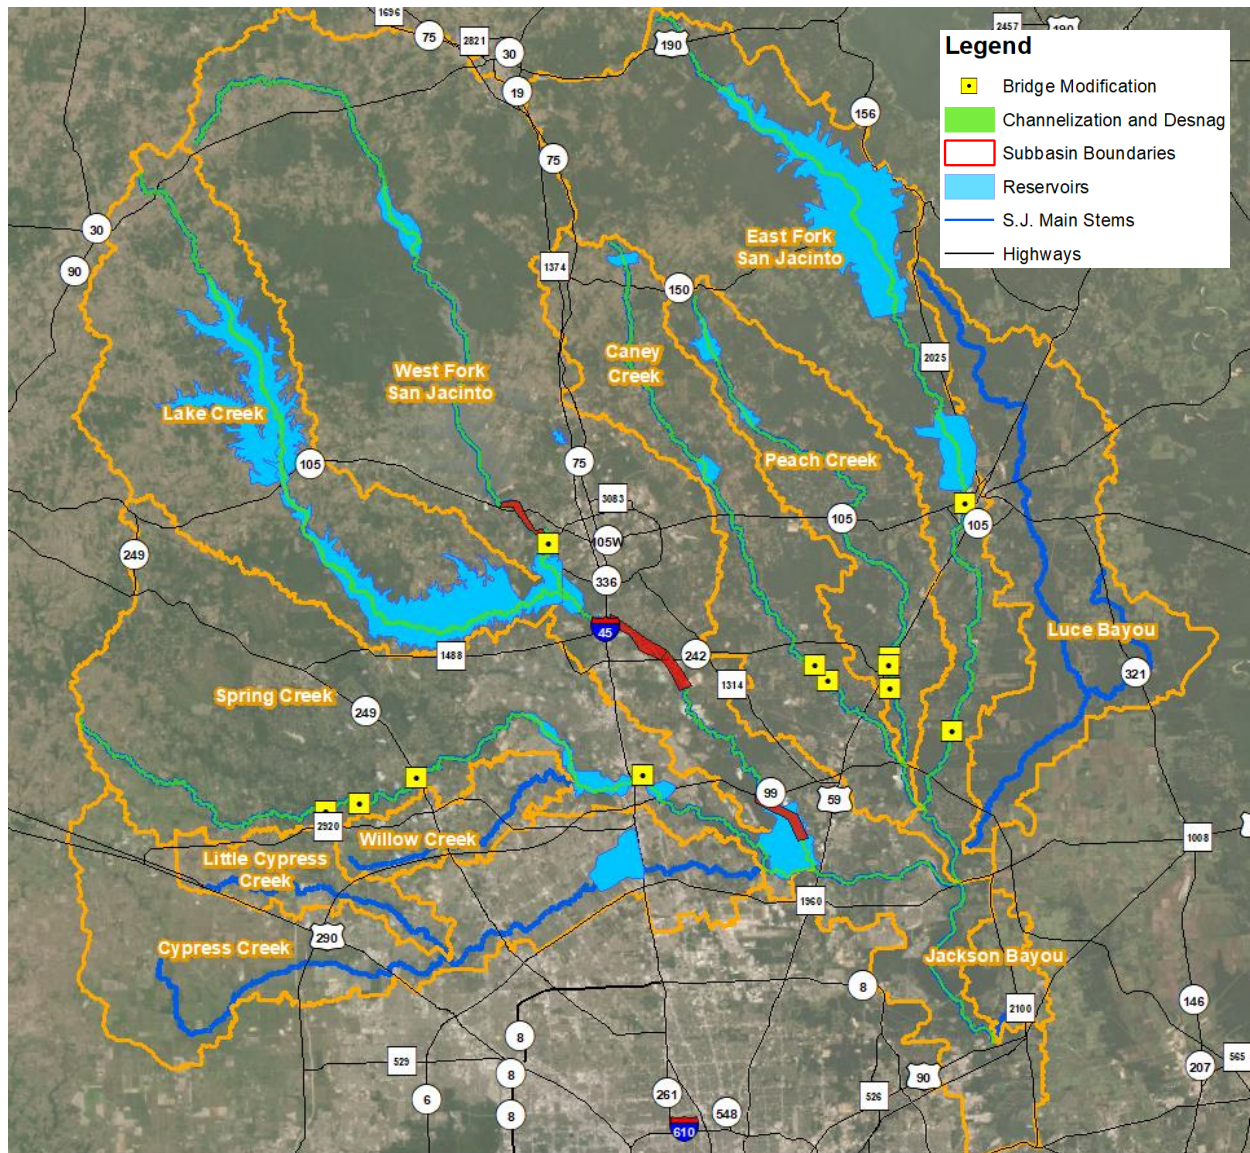 1696
75
2821
30
19
190
2457
190
156
Legend
Bridge Modification
Channelization and Desnag
Subbasin Boundaries
Reservoirs
S.J. Main Stems
Highways
75
30
90
1374
150
East Fork
San Jacinto
Caney
Creek
2025
West Fork
San Jacinto
Lake Creek
105
75
Peach Creek
3083
105
105
105W
249
336
45
Luce Bayou
242
1488
1314
321
Spring Creek
249
99
59
2920
Willow Creek
1008
Little Cypress
Creek
1960
290
Cypress Creek
Jackson Bayou
8
146
2100
8
529
8
565
207
90
6
8
261
548
526
610